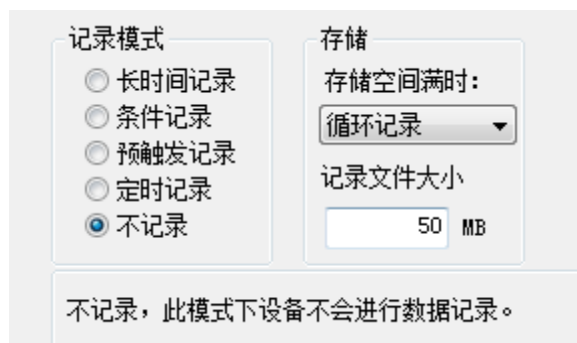 记录模式
长时间记录
条件记录
预触发记录
定时记录
不记录
存储
存储空间满时:
循环记录
记录文件大小
50 MB
不记录，此模式下设备不会进行数据记录。